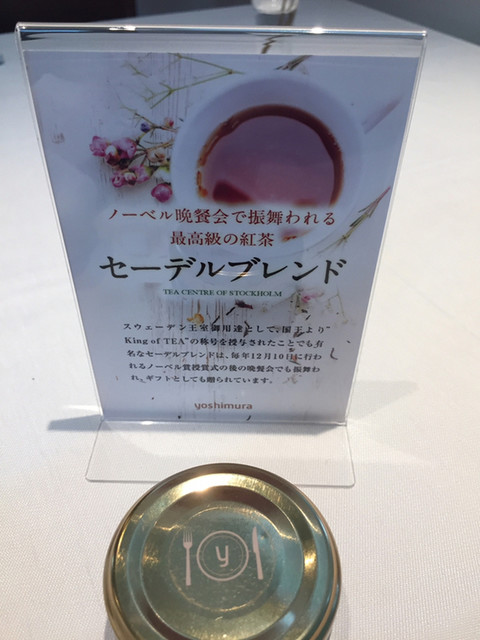 ノーベル晩餐会で振舞われる
最高級の紅茶
セーデルブレンド
TEA CENTRE OF STOCKHOLM
スウェーデン王室御用達として、国王より"
King of TEA"の称号を授与されたことでも有
名なセーデルブレンドは、毎年12月10日に行わ
れるノーベル賞授賞式の後の晩餐会でも振舞わ
れ、ギフトとしても贈られています。
yoshimura
y